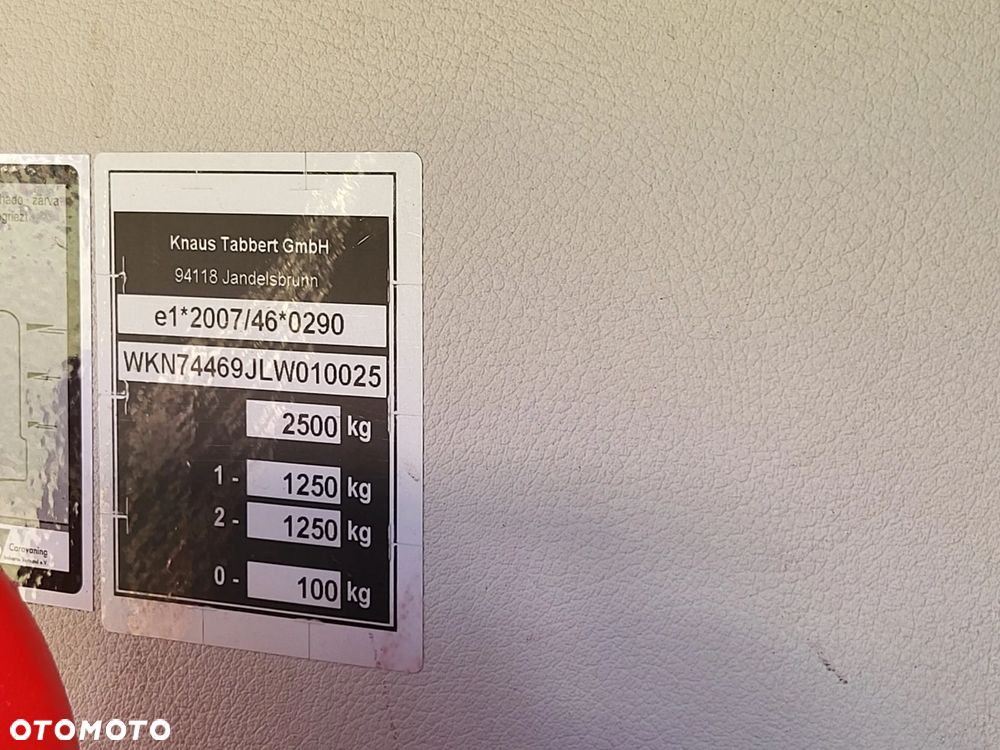 Knaus Tabbert GmbH
94118 Jandelsbrunn
e1*2007/46*0290
WKN74469JLW010025
2500 kg
1 - 1250 kg
2 - 1250 kg
0 - 100 kg
zárva
Caravaning
OTOMOTO